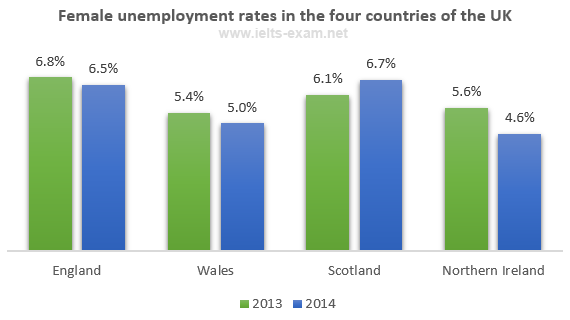 Female unemployment rates in the four countries of the UK
www.ielts-exam.net
6.8%
6.5%
5.4%
5.0%
6.1%
6.7%
5.6%
4.6%
England
Wales
Scotland
Northern Ireland
2013 2014